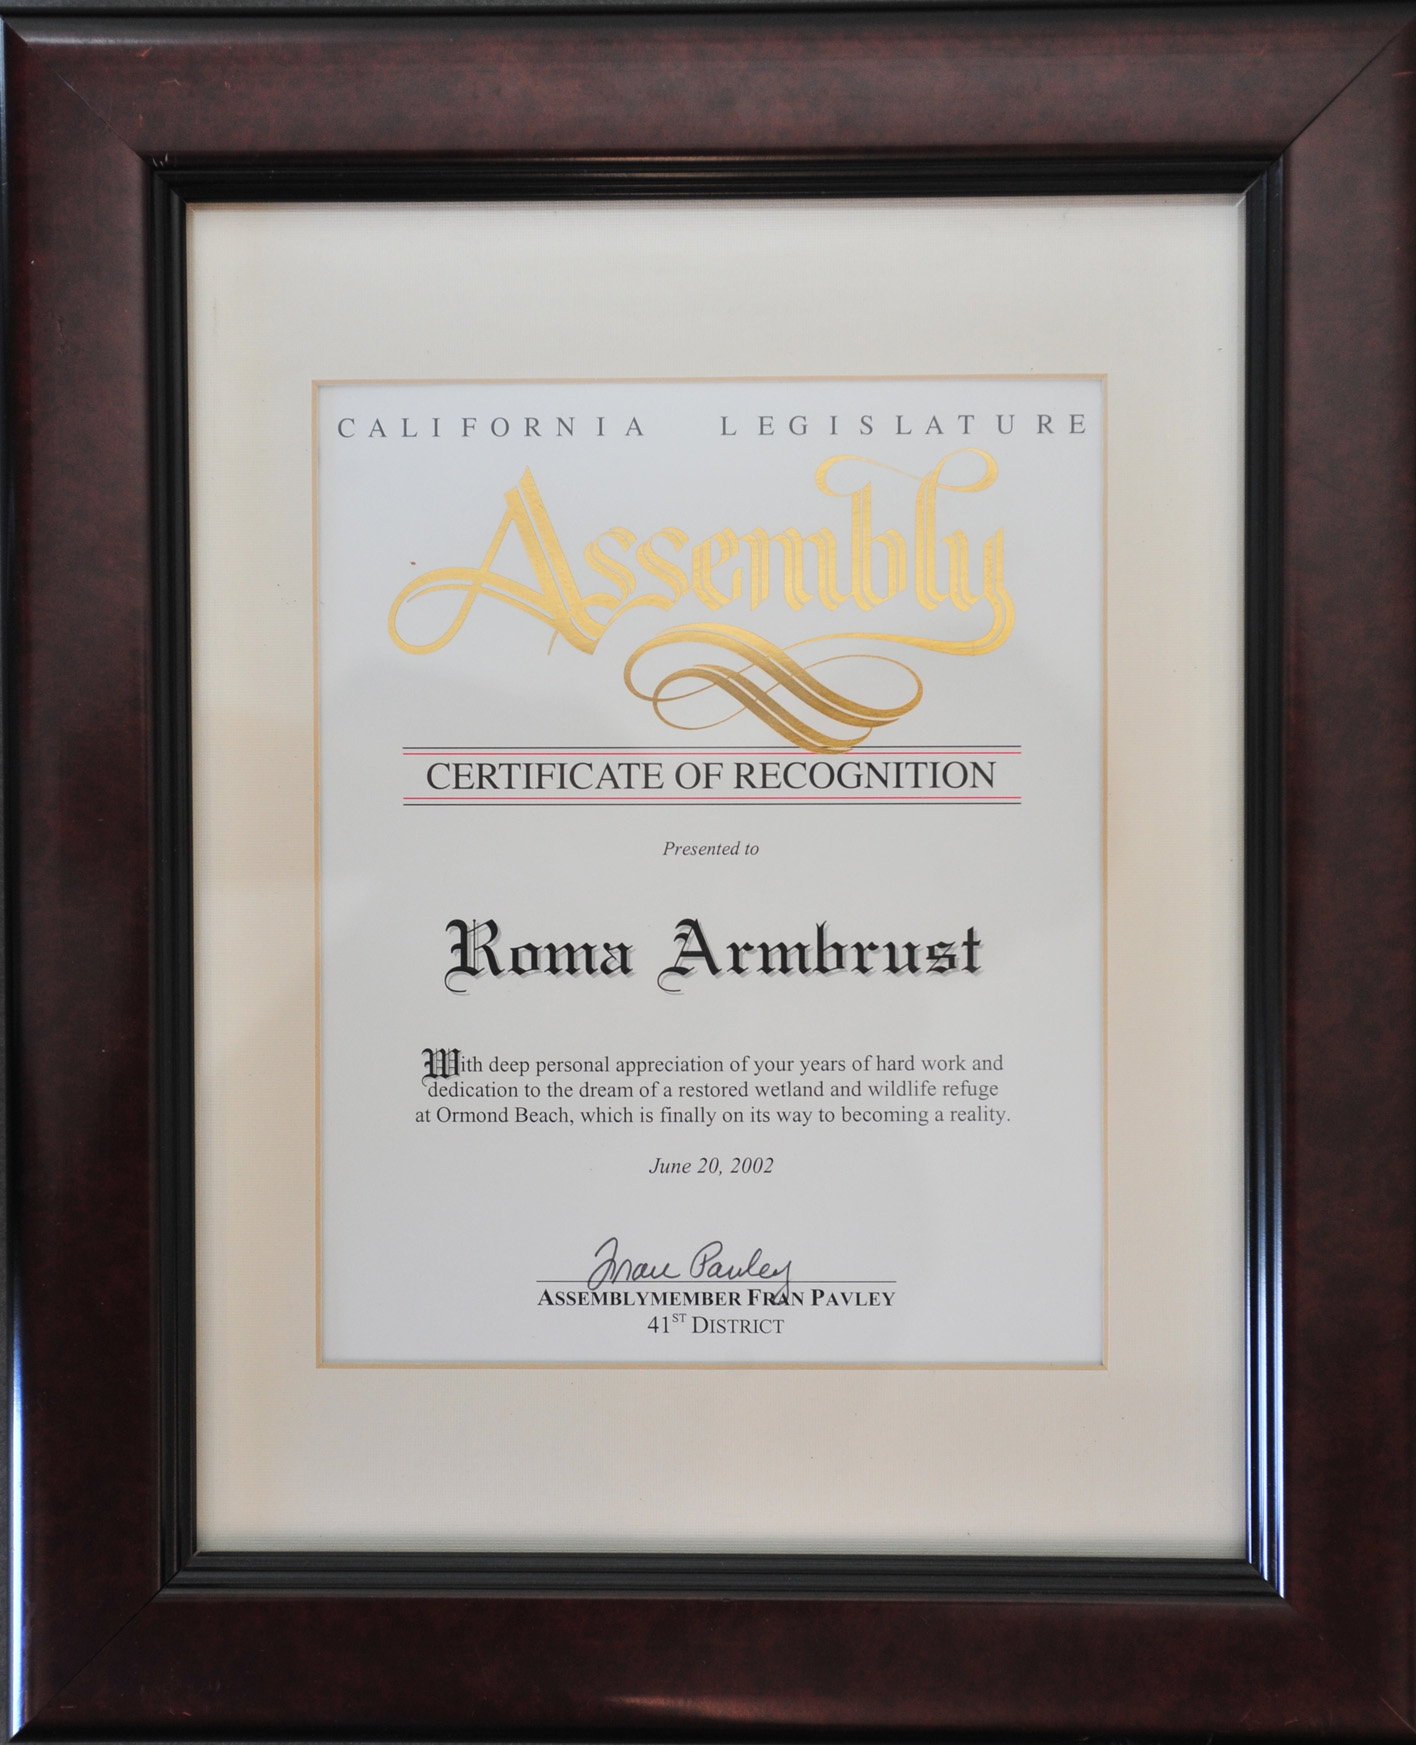 CALIFORNIA LEGISLATURE
Assembly
CERTIFICATE OF RECOGNITION
Presented to
Roma Armbrust
With deep personal appreciation of your years of hard work and
dedication to the dream of a restored wetland and wildlife refuge
at Ormond Beach, which is finally on its way to becoming a reality.
June 20, 2002
Fran Pavley
ASSEMBLYMEMBER FRAN PAVLEY
41ST DISTRICT